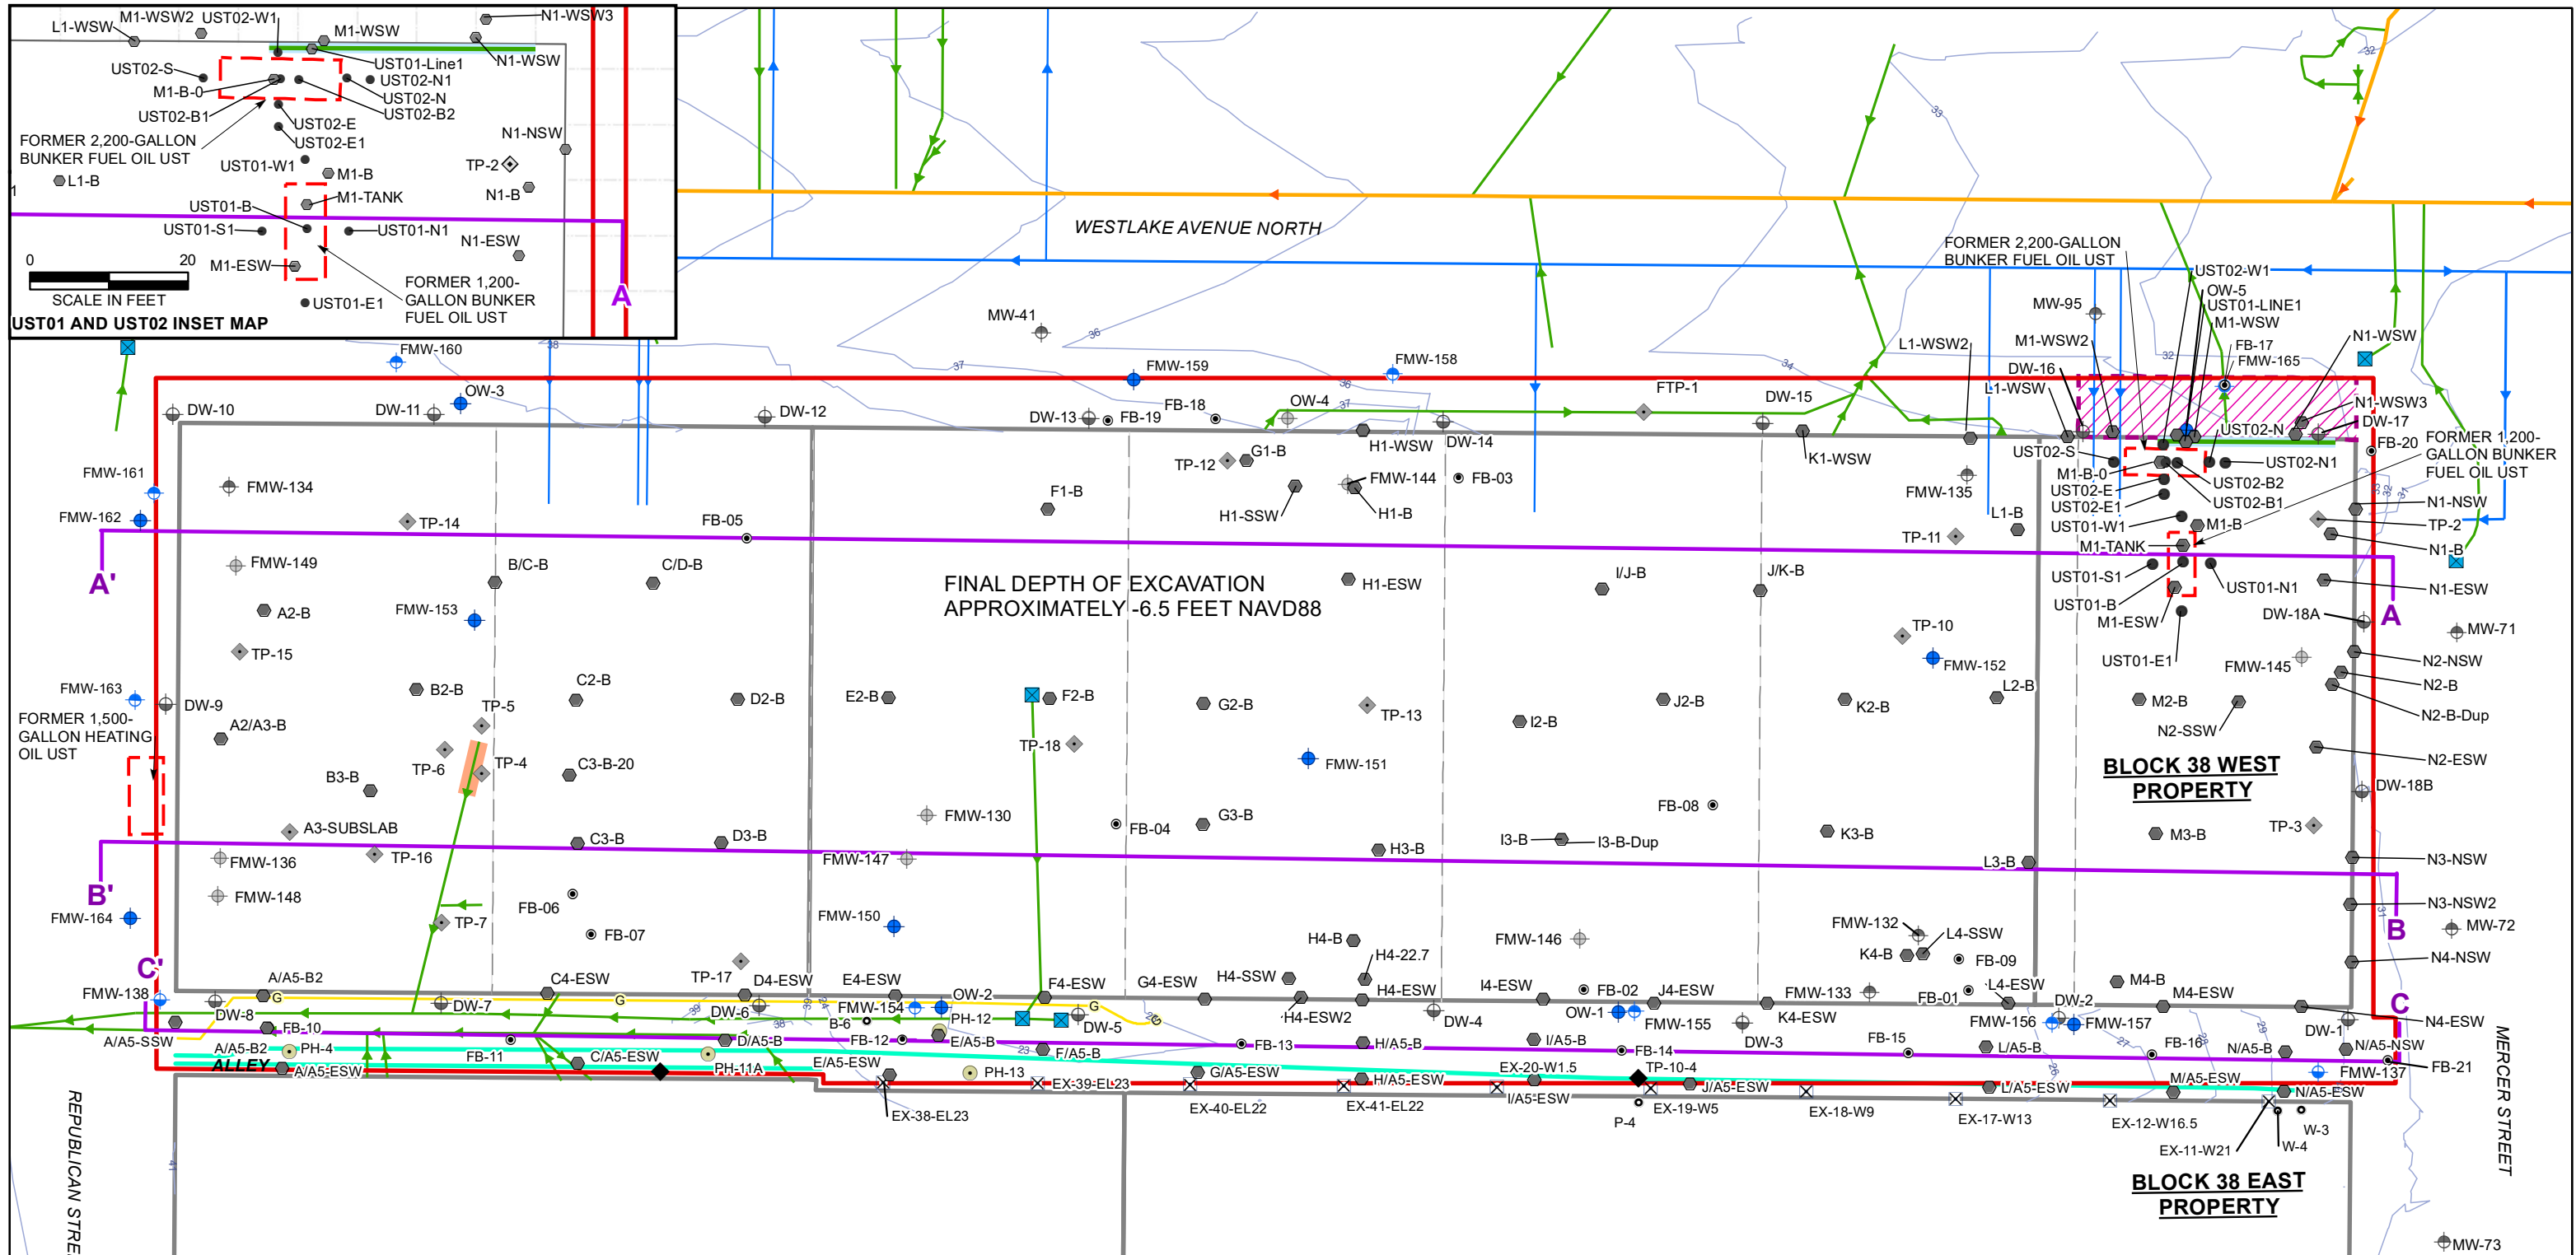 M1-WSW2
UST02-W1
N1-WSW3
L1-WSW
M1-WSW
N1-WSW
UST01-Line1
UST02-S
UST02-N1
M1-B-0
UST02-N
UST02-B1
UST02-B2
UST02-E
FORMER 2,200-GALLON
BUNKER FUEL OIL UST
UST02-E1
N1-NSW
UST01-W1
TP-2
L1-B
M1-B
1
M1-TANK
N1-B
UST01-B
UST01-S1
UST01-N1
N1-ESW
M1-ESW
0
20
SCALE IN FEET
FORMER 1,200-
GALLON BUNKER
FUEL OIL UST
UST01-E1
A
UST01 AND UST02 INSET MAP
WESTLAKE AVENUE NORTH
32
33
FORMER 2,200-GALLON
BUNKER FUEL OIL UST
UST02-W1
OW-5
UST01-LINE1
M1-WSW
MW-95
MW-41
36
38
37
36
37
34
32
FMW-160
FMW-159
FMW-158
L1-WSW2
M1-WSW2
FB-17
FMW-165
N1-WSW
DW-16
L1-WSW
DW-10
DW-11
OW-3
DW-12
DW-13
FB-19
FB-18
OW-4
FTP-1
DW-15
N1-WSW3
DW-17
H1-WSW
DW-14
K1-WSW
UST02-N
FB-20
FORMER 1,200-
GALLON BUNKER
FUEL OIL UST
UST02-S
UST02-N1
TP-12
G1-B
FMW-161
FMW-134
FMW-144
FB-03
M1-B-0
UST02-B2
FMW-135
UST02-E
UST02-B1
33
32
31
N1-NSW
FMW-162
TP-14
FB-05
F1-B
H1-SSW
H1-B
L1-B
UST02-E1
UST01-W1
M1-B
TP-2
TP-11
M1-TANK
N1-B
A'
FMW-149
B/C-B
C/D-B
FINAL DEPTH OF EXCAVATION
APPROXIMATELY -6.5 FEET NAVD88
H1-ESW
I/J-B
J/K-B
UST01-S1
UST01-N1
N1-ESW
A2-B
FMW-153
UST01-B
M1-ESW
DW-18A
A
TP-10
MW-71
TP-15
UST01-E1
FMW-152
FMW-145
N2-NSW
N2-B
FMW-163
DW-9
B2-B
C2-B
TP-5
D2-B
E2-B
F2-B
G2-B
TP-13
I2-B
J2-B
K2-B
L2-B
M2-B
N2-B-Dup
N2-SSW
FORMER 1,500-
GALLON HEATING
OIL UST
A2/A3-B
TP-6
TP-4
C3-B-20
TP-18
FMW-151
N2-ESW
BLOCK 38 WEST
PROPERTY
B3-B
DW-18B
FB-08
A3-SUBSLAB
C3-B
D3-B
FMW-130
FB-04
G3-B
K3-B
M3-B
TP-3
I3-B
I3-B-Dup
FMW-136
TP-16
FMW-147
H3-B
L3-B
N3-NSW
B'
FMW-148
FB-06
N3-NSW2
31
FMW-164
TP-7
FMW-150
FMW-132
MW-72
B
FB-07
H4-B
FMW-146
L4-SSW
K4-B
FB-09
N4-NSW
C'
TP-17
H4-22.7
A/A5-B2
C4-ESW
D4-ESW
E4-ESW
F4-ESW
G4-ESW
H4-SSW
H4-ESW
I4-ESW
FB-02
J4-ESW
FMW-133
FB-01
L4-ESW
M4-B
M4-ESW
C
FMW-138
G
G
G
G
DW-7
DW-6
39
38
39
24
FMW-154
OW-2
DW-8
B-6
PH-12
DW-5
25
H4-ESW2
DW-4
OW-1
FMW-155
K4-ESW
DW-2
FMW-156
FMW-157
N4-ESW
DW-1
A/A5-SSW
FB-10
D/A5-B
FB-12
E/A5-B
DW-3
A/A5-B2
PH-4
FB-11
C/A5-ESW
23
F/A5-B
FB-13
H/A5-B
I/A5-B
FB-14
FB-15
L/A5-B
27
28
29
FB-16
N/A5-B
N/A5-NSW
FB-21
ALLEY
A/A5-ESW
PH-11A
E/A5-ESW
PH-13
G/A5-ESW
EX-20-W1.5
TP-10-4
26
FMW-137
EX-39-EL23
H/A5-ESW
J/A5-ESW
L/A5-ESW
M/A5-ESW
N/A5-ESW
EX-38-EL23
EX-40-EL22
EX-41-EL22
I/A5-ESW
P-4
EX-19-W5
EX-18-W9
EX-17-W13
EX-12-W16.5
EX-11-W21
W-4
W-3
REPUBLICAN STRE
MERCER STREET
41
BLOCK 38 EAST
PROPERTY
MW-73